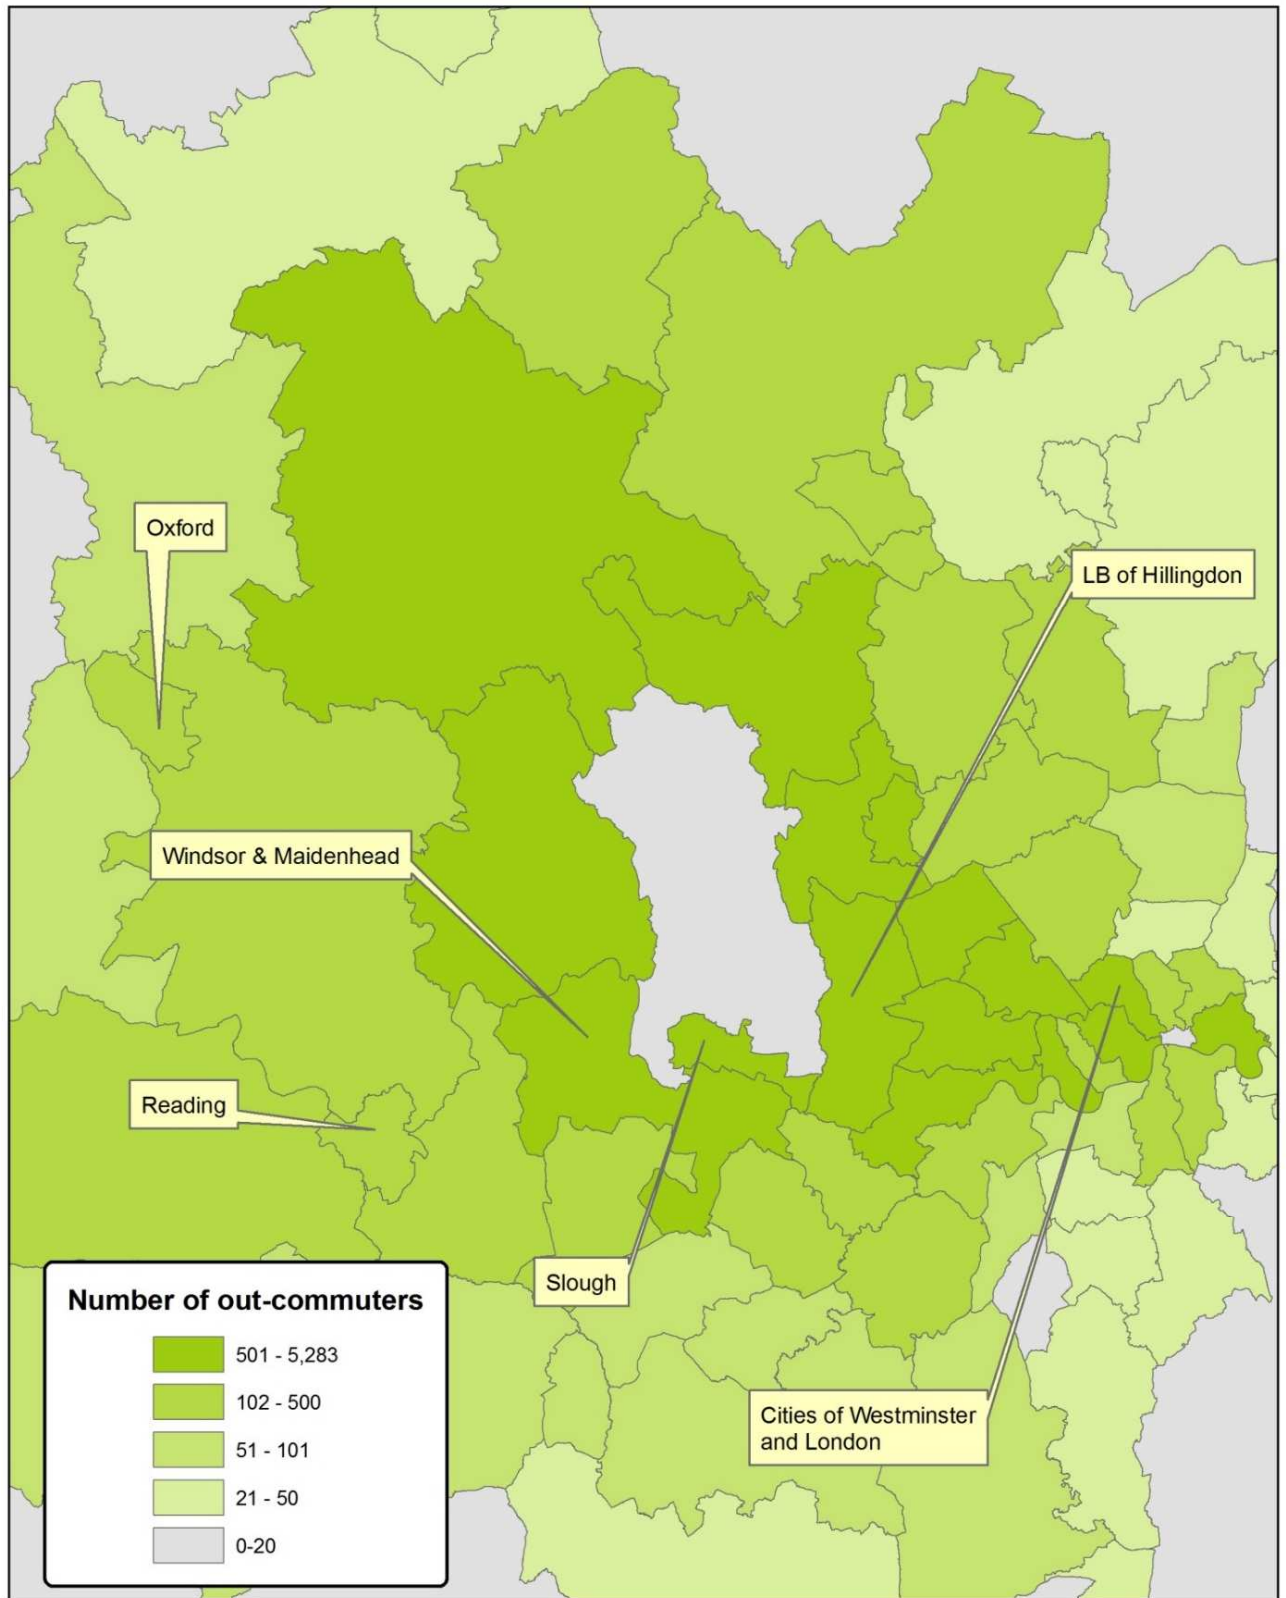 Oxford
LB of Hillingdon
Windsor & Maidenhead
Reading
Slough
Cities of Westminster
and London
Number of out-commuters
501 - 5,283
102 - 500
51 - 101
21 - 50
0-20